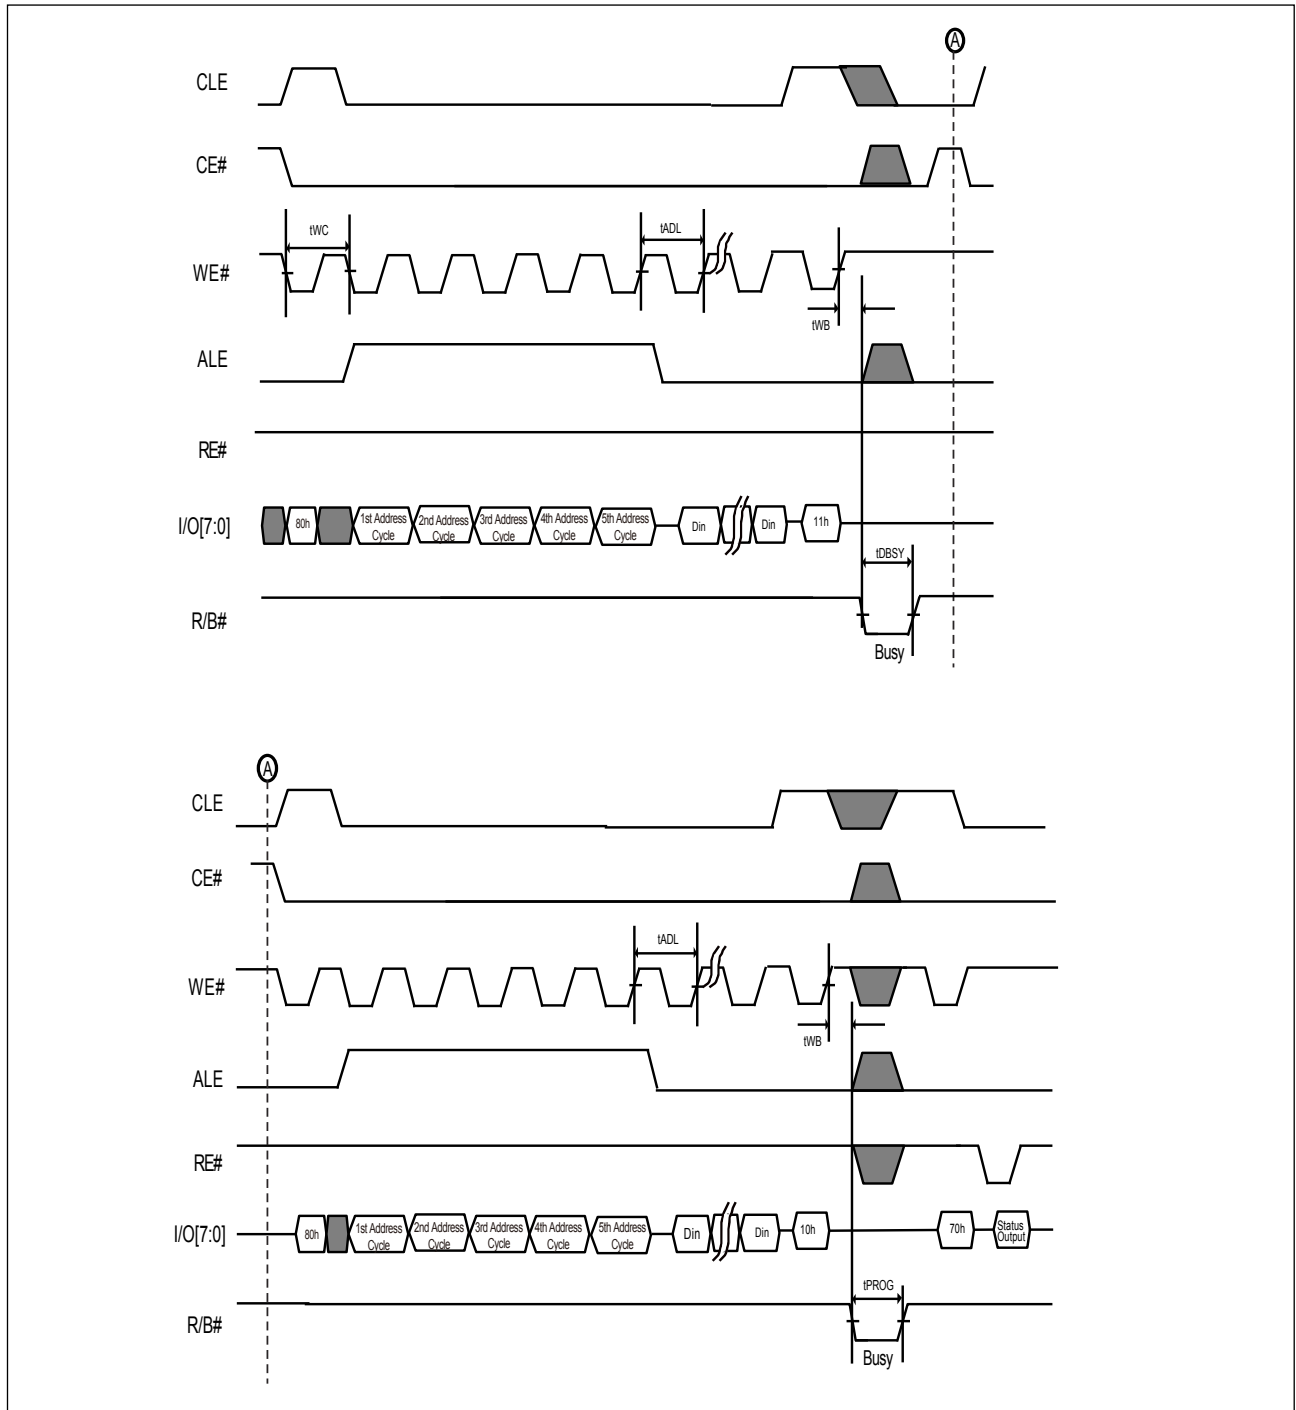 A
CLE
CE#
tWC
tADL
WE#
tWB
ALE
RE#
I/O[7:0]
80h
1st Address
Cycle
2nd Address
Cycle
3rd Address
Cycle
4th Address
Cycle
5th Address
Cycle
Din
Din
11h
tDBSY
R/B#
Busy
A
CLE
CE#
tADL
WE#
tWB
ALE
RE#
I/O[7:0]
80h
1st Address
Cycle
2nd Address
Cycle
3rd Address
Cycle
4th Address
Cycle
5th Address
Cycle
Din
Din
10h
70h
Status
Output
tPROG
R/B#
Busy